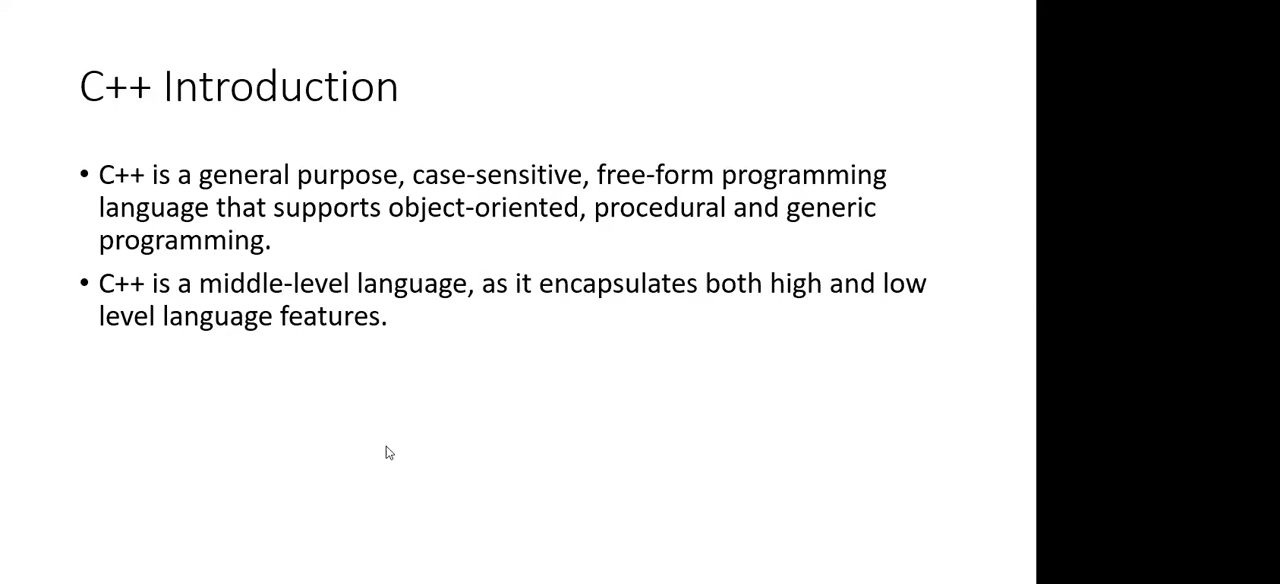 C++ Introduction
• C++ is a general purpose, case-sensitive, free-form programming
language that supports object-oriented, procedural and generic
programming.
• C++ is a middle-level language, as it encapsulates both high and low
level language features.